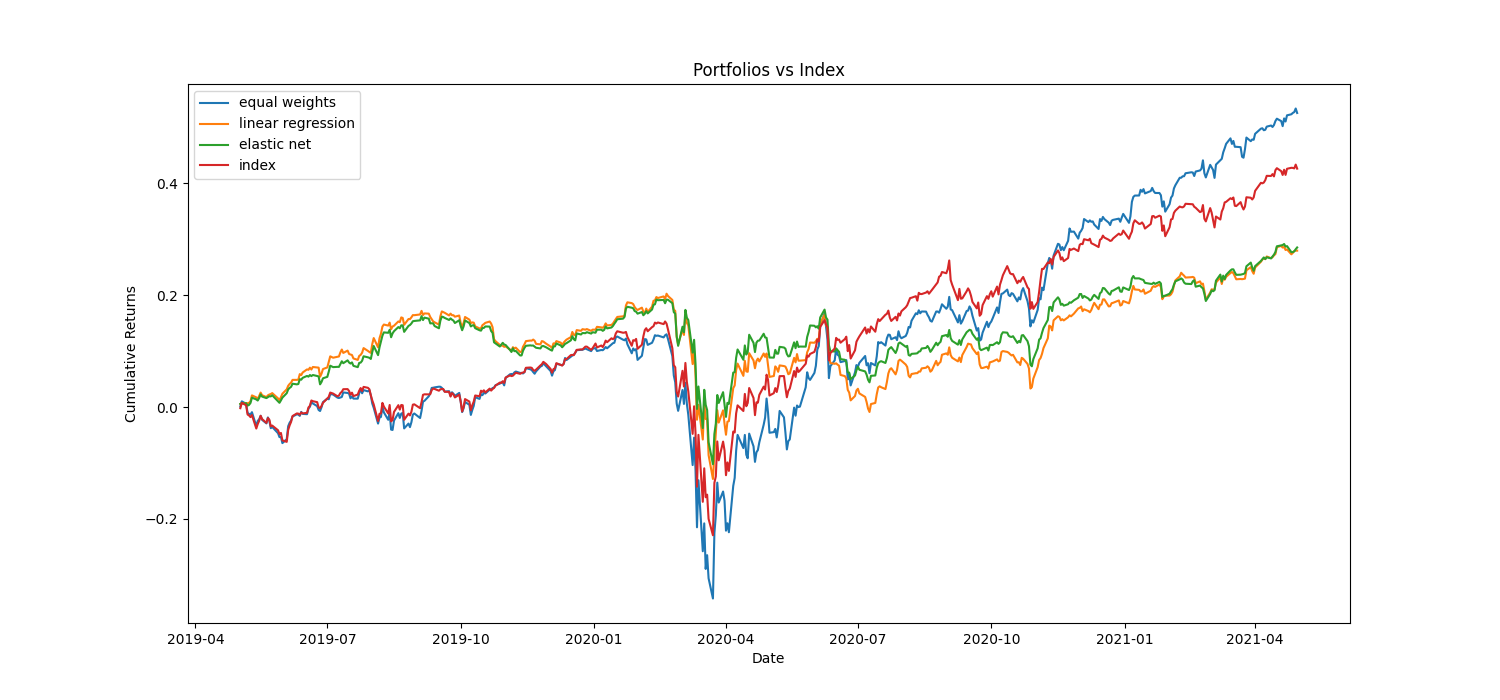 Portfolios vs Index
equal weights
linear regression
elastic net
index
Cumulative Returns
0.4
0.2
0.0
−0.2
2019-04 2019-07 2019-10 2020-01 2020-04 2020-07 2020-10 2021-01 2021-04
Date